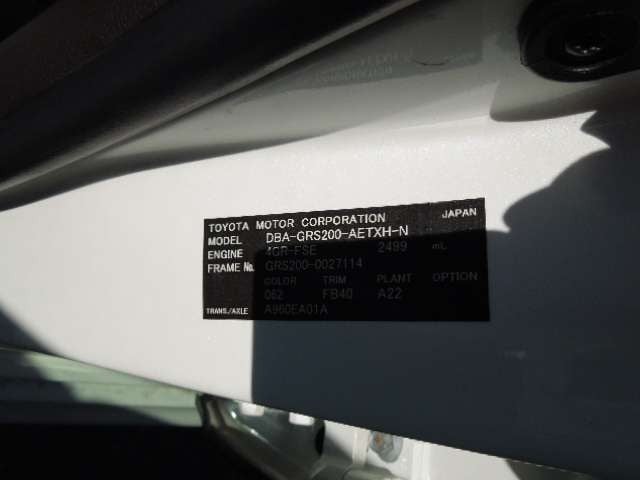 TOYOTA MOTOR CORPORATION JAPAN
MODEL DBA-GRS200-AETXH-N
ENGINE 4GR-FSE 2499 mL
FRAME No. GRS200-0027114
COLOR TRIM PLANT OPTION
062 FB40 A22
TRANS./AXLE A960EA01A